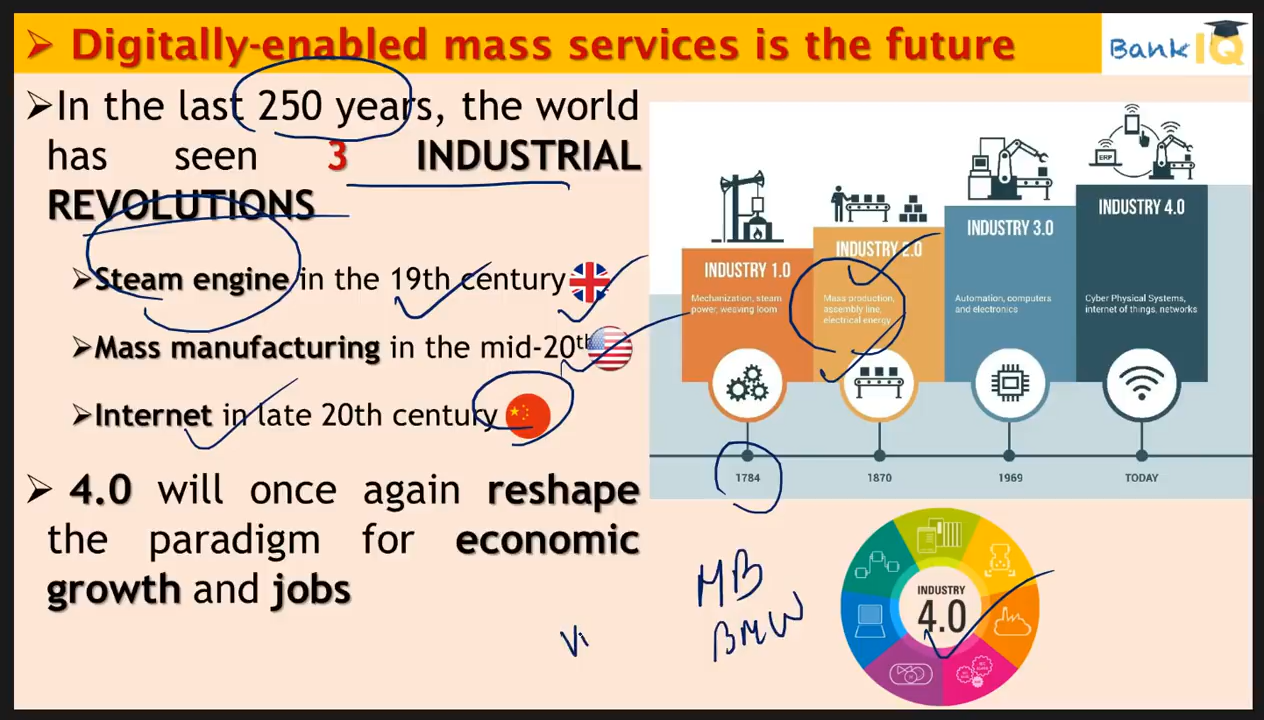 ➤ Digitally-enabled mass services is the future
Bank IQ
➤In the last 250 years, the world
has seen 3 INDUSTRIAL
REVOLUTIONS
➤Steam engine in the 19th century
➤Mass manufacturing in the mid-20th
➤Internet in late 20th century
➤ 4.0 will once again reshape
the paradigm for economic
growth and jobs
INDUSTRY 1.0
Mechanization, steam
power, weaving loom
1784
INDUSTRY 2.0
Mass production,
assembly line,
electrical energy
1870
INDUSTRY 3.0
Automation, computers
and electronics
1969
ERP
INDUSTRY 4.0
Cyber Physical Systems,
internet of things, networks
TODAY
MB
BMW
Vi
INDUSTRY
4.0